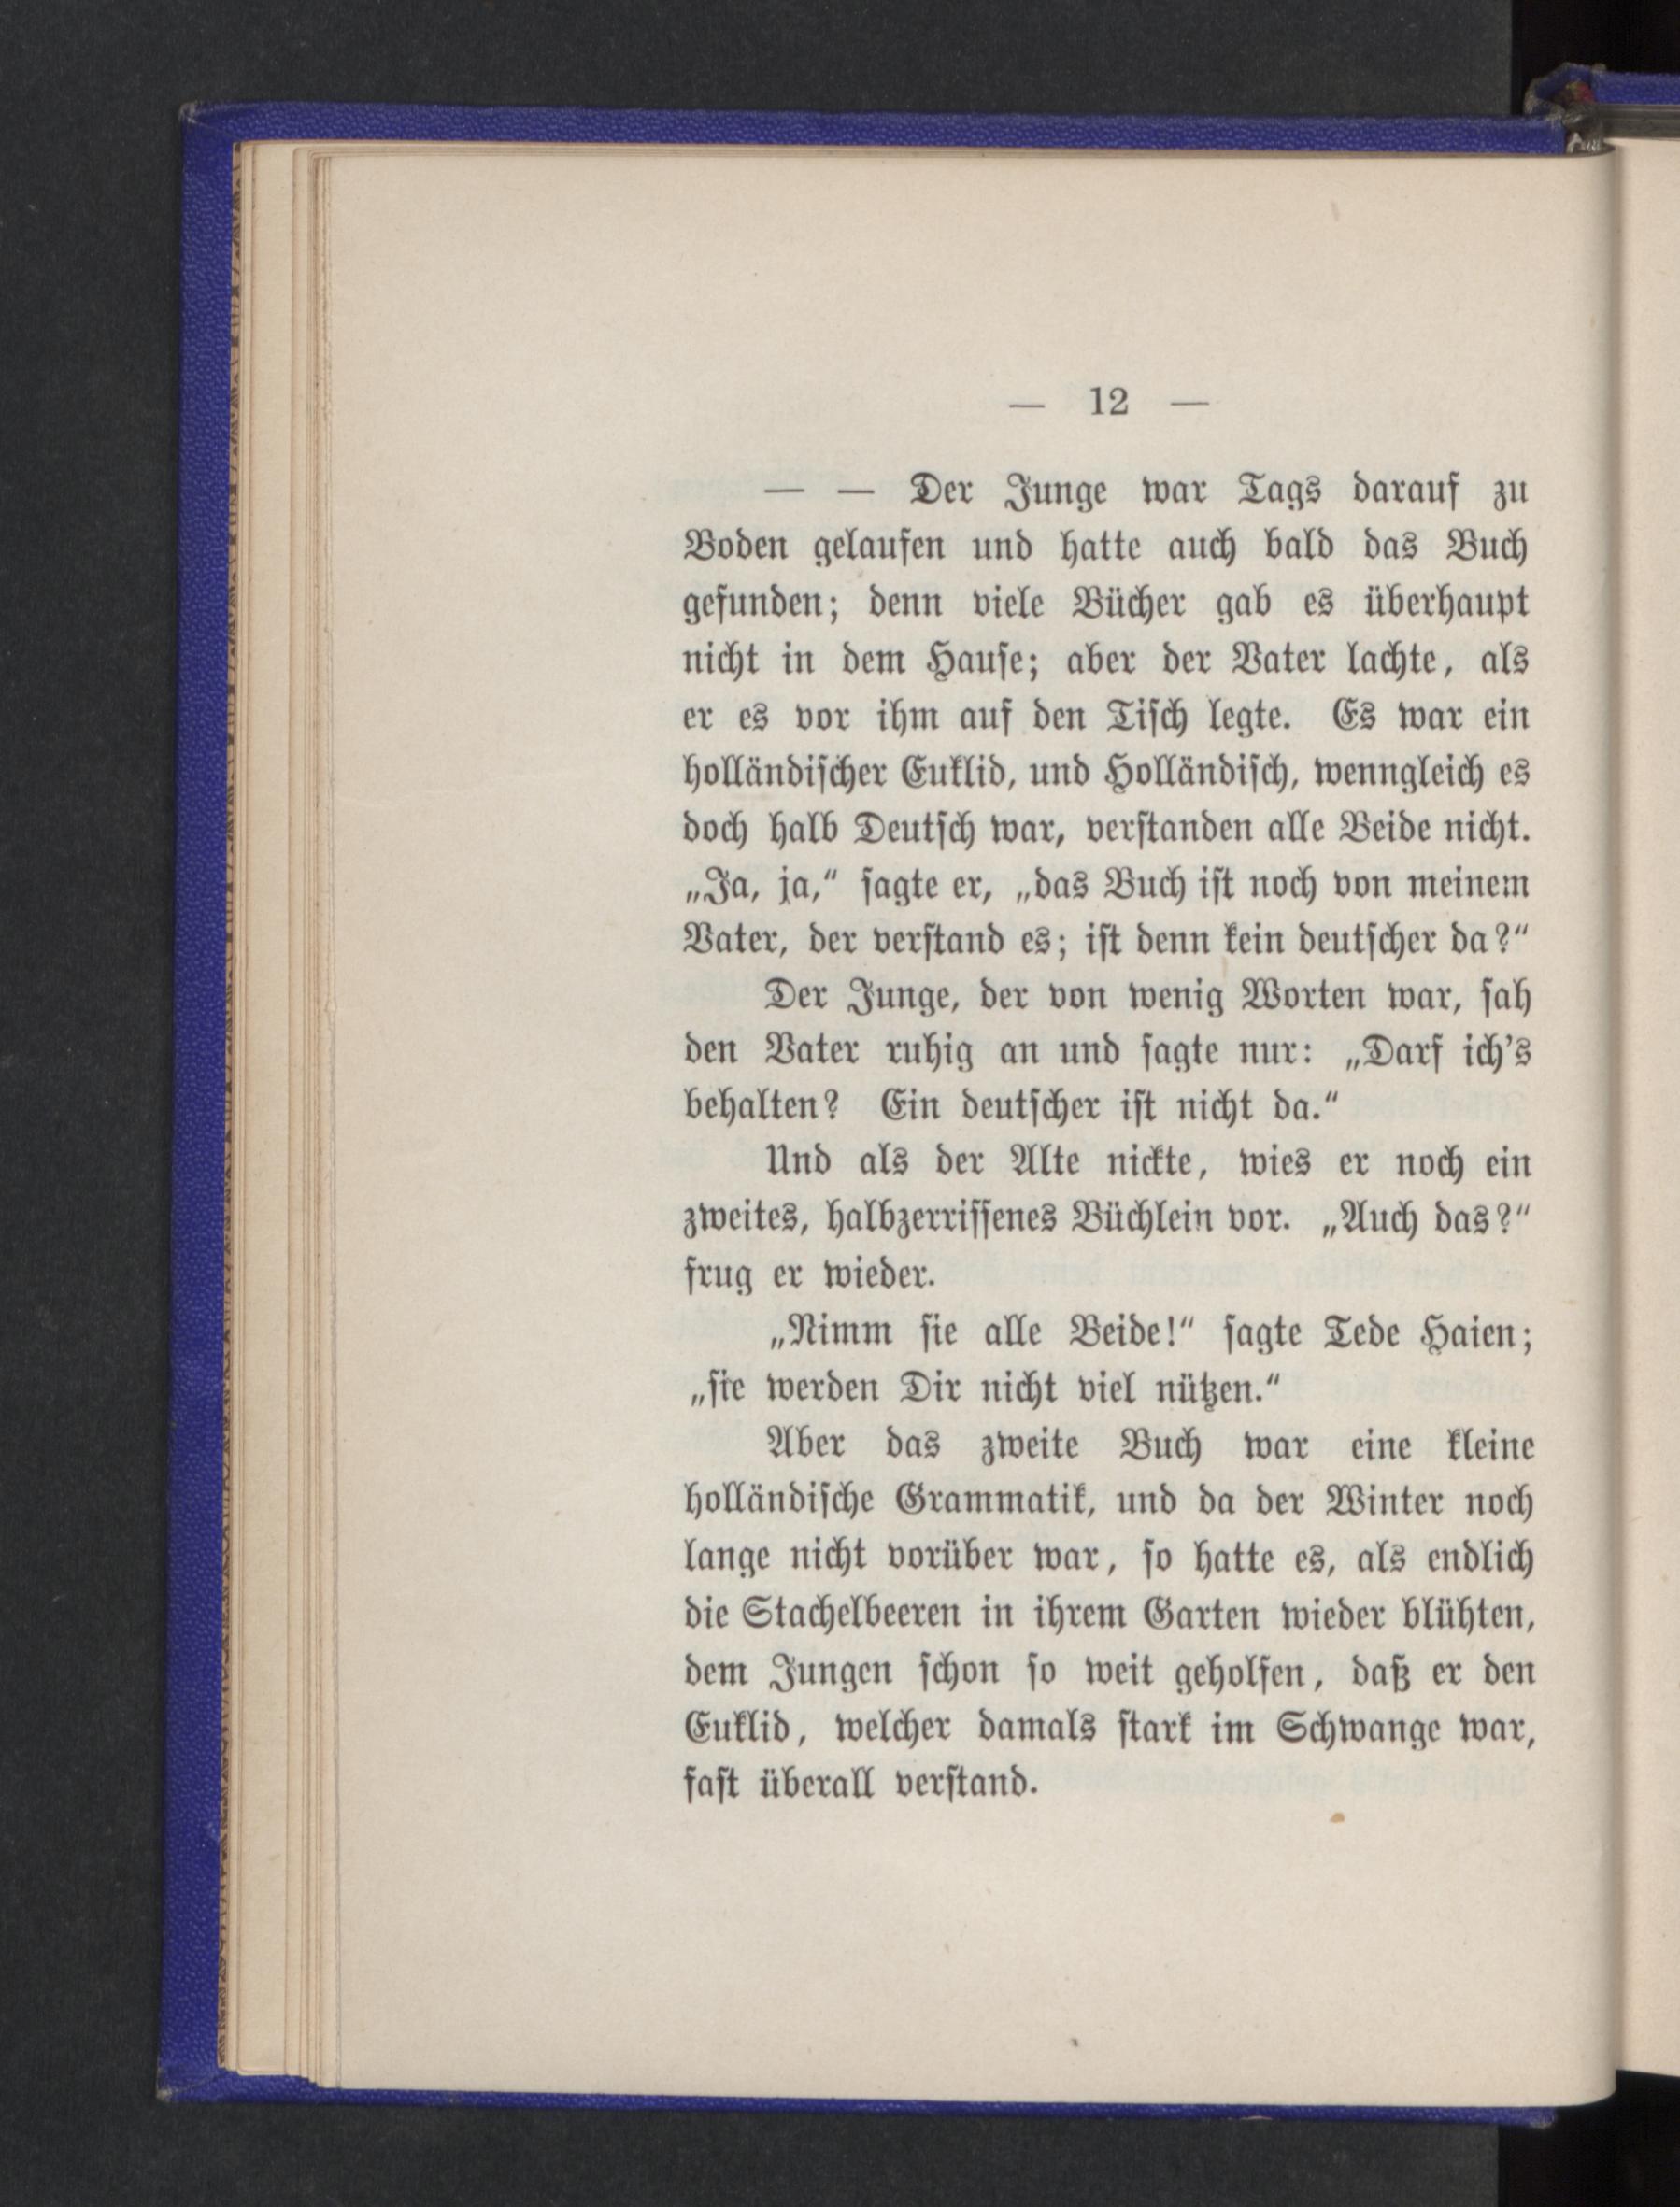 — 12 —
— — Der Junge war Tags darauf zu
Boden gelaufen und hatte auch bald das Buch
gefunden; denn viele Bücher gab es überhaupt
nicht in dem Hauſe; aber der Vater lachte, als
er es vor ihm auf den Tiſch legte. Es war ein
holländiſcher Euklid, und Holländiſch, wenngleich es
doch halb Deutſch war, verſtanden alle Beide nicht.
„Ja, ja,“ ſagte er, „das Buch iſt noch von meinem
Vater, der verſtand es; iſt denn kein deutſcher da?“
Der Junge, der von wenig Worten war, ſah
den Vater ruhig an und ſagte nur: „Darf ich's
behalten? Ein deutſcher iſt nicht da.“
Und als der Alte nickte, wies er noch ein
zweites, halbzerriſſenes Büchlein vor. „Auch das?“
frug er wieder.
„Nimm ſie alle Beide!“ ſagte Tede Haien;
„ſie werden Dir nicht viel nützen.“
Aber das zweite Buch war eine kleine
holländiſche Grammatik, und da der Winter noch
lange nicht vorüber war, ſo hatte es, als endlich
die Stachelbeeren in ihrem Garten wieder blühten,
dem Jungen ſchon ſo weit geholfen, daß er den
Euklid, welcher damals ſtark im Schwange war,
faſt überall verſtand.